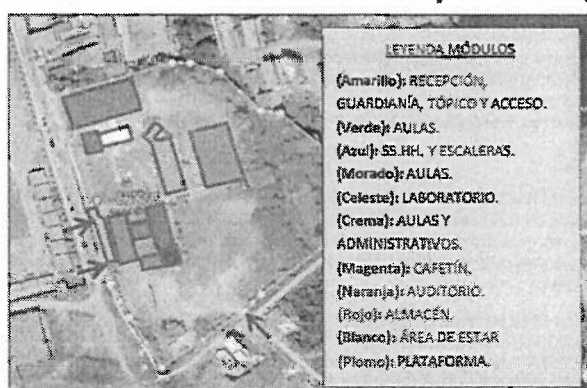 LEYENDA MÓDULOS
(Amarillo): RECEPCIÓN,
GUARDIANÍA, TÓPICO Y ACCESO.
(Verde): AULAS.
(Azul): SS.HH. Y ESCALERAS.
(Morado): AULAS.
(Celeste): LABORATORIO.
(Crema): AULAS Y
ADMINISTRATIVOS.
(Magenta): CAFETÍN.
(Naranja): AUDITORIO.
(Rojo): ALMACÉN.
(Blanco): ÁREA DE ESTAR
(Plomo): PLATAFORMA.